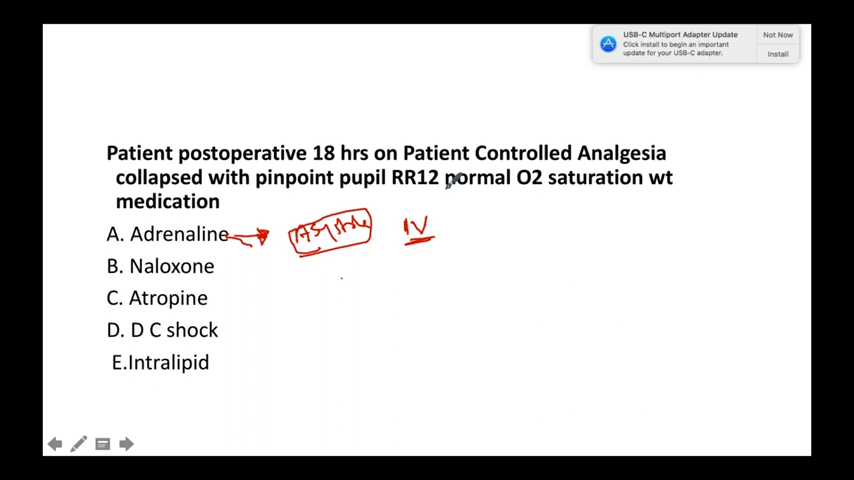 USB-C Multiport Adapter Update
Click install to begin an important
update for your USB-C adapter.
Not Now
Install
Patient postoperative 18 hrs on Patient Controlled Analgesia
collapsed with pinpoint pupil RR12 normal O2 saturation wt
medication
A. Adrenaline
Asystole IV
B. Naloxone
C. Atropine
D. D C shock
E.Intralipid